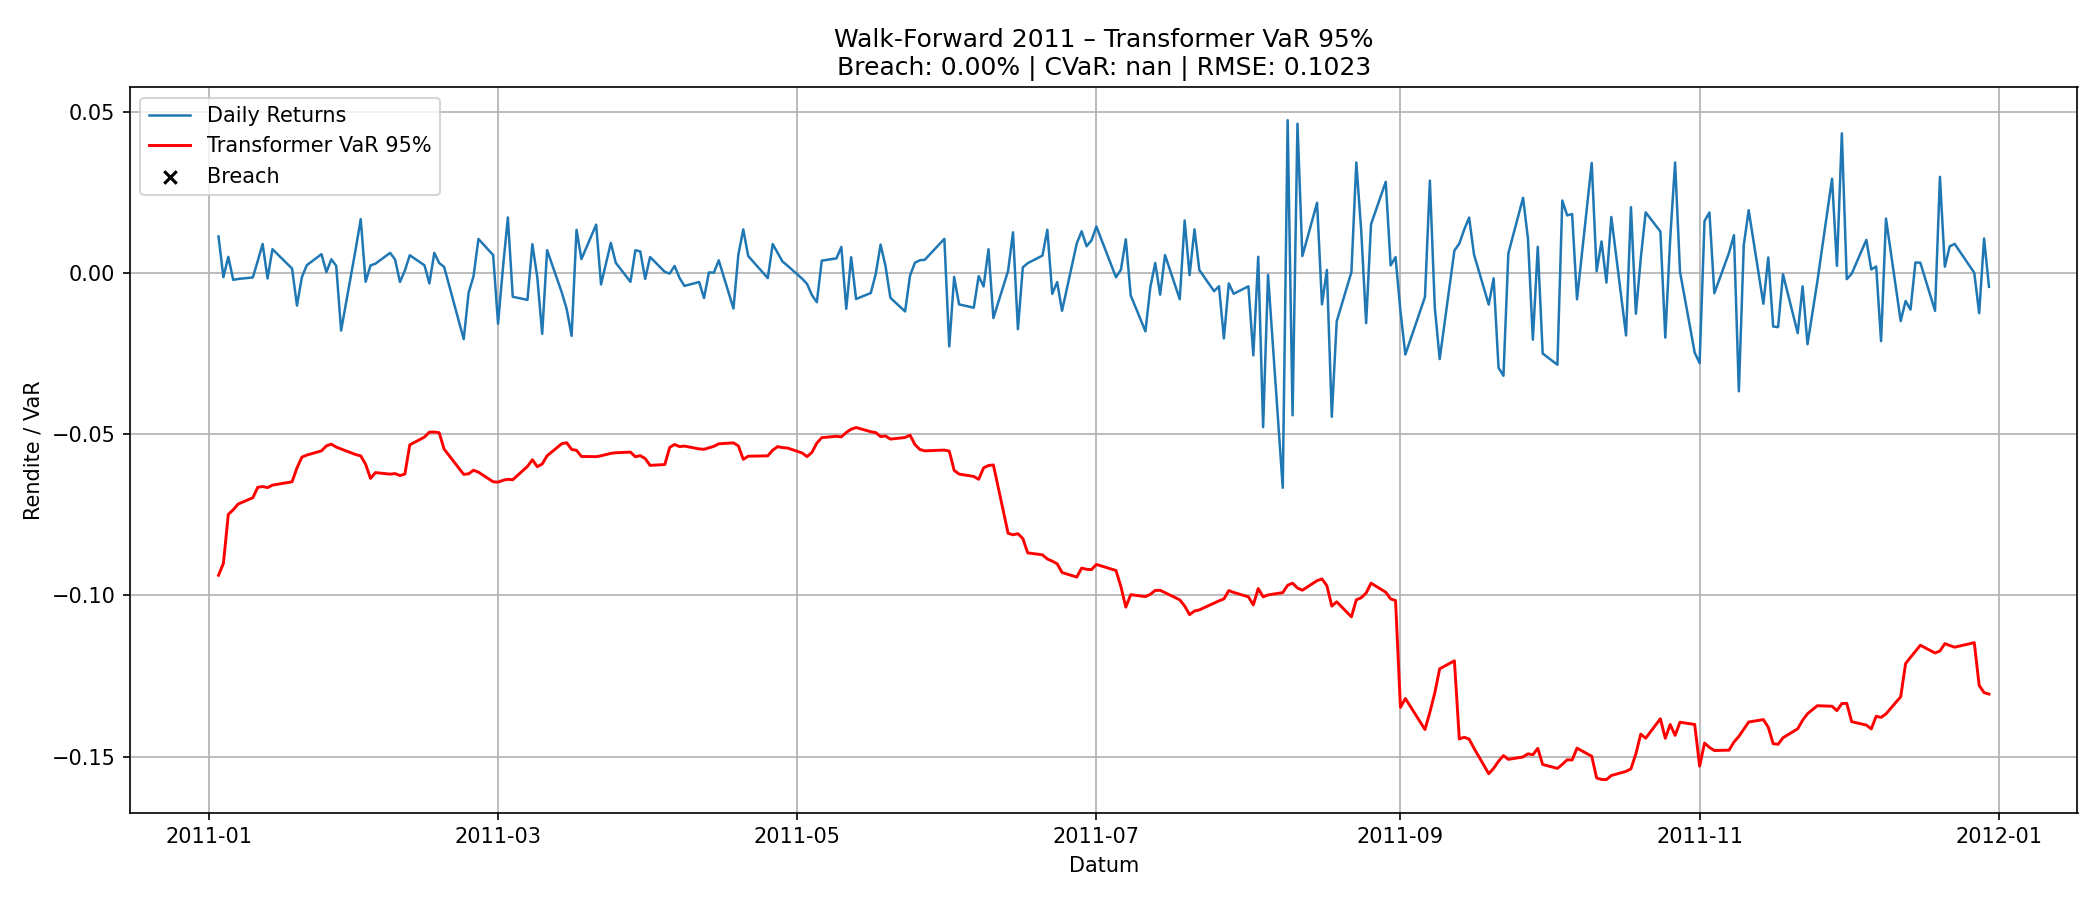 Walk-Forward 2011 – Transformer VaR 95%
Breach: 0.00% | CVaR: nan | RMSE: 0.1023
Daily Returns
Transformer VaR 95%
Breach
Rendite / VaR
0.05
0.00
−0.05
−0.10
−0.15
2011-01
2011-03
2011-05
2011-07
2011-09
2011-11
2012-01
Datum